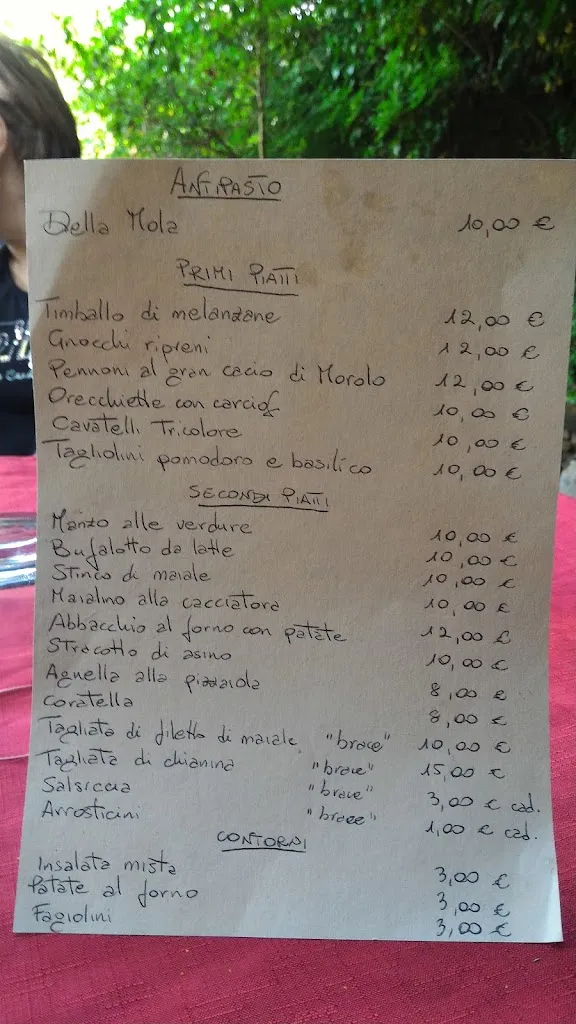 ANTIPASTO
Della Mola 10,00 €
PRIMI PIATTI
Timballo di melanzane 12,00 €
Gnocchi ripieni 12,00 €
Pennoni al gran cacio di Morolo 12,00 €
Orecchiette con carciofi 10,00 €
Cavatelli Tricolore 10,00 €
Tagliolini pomodoro e basilico 10,00 €
SECONDI PIATTI
Manzo alle verdure 10,00 €
Bufalotto da latte 10,00 €
Stinco di maiale 10,00 €
Maialino alla cacciatora 10,00 €
Abbacchio al forno con patate 12,00 €
Stracotto di asino 10,00 €
Agnella alla pizzaiola 8,00 €
Coratella 8,00 €
Tagliata di filetto di maiale "brace" 10,00 €
Tagliata di chianina "brace" 15,00 €
Salsiccia "brace" 3,00 € cad.
Arrosticini "brace" 1,00 € cad.
CONTORNI
Insalata mista 3,00 €
Patate al forno 3,00 €
Fagiolini 3,00 €